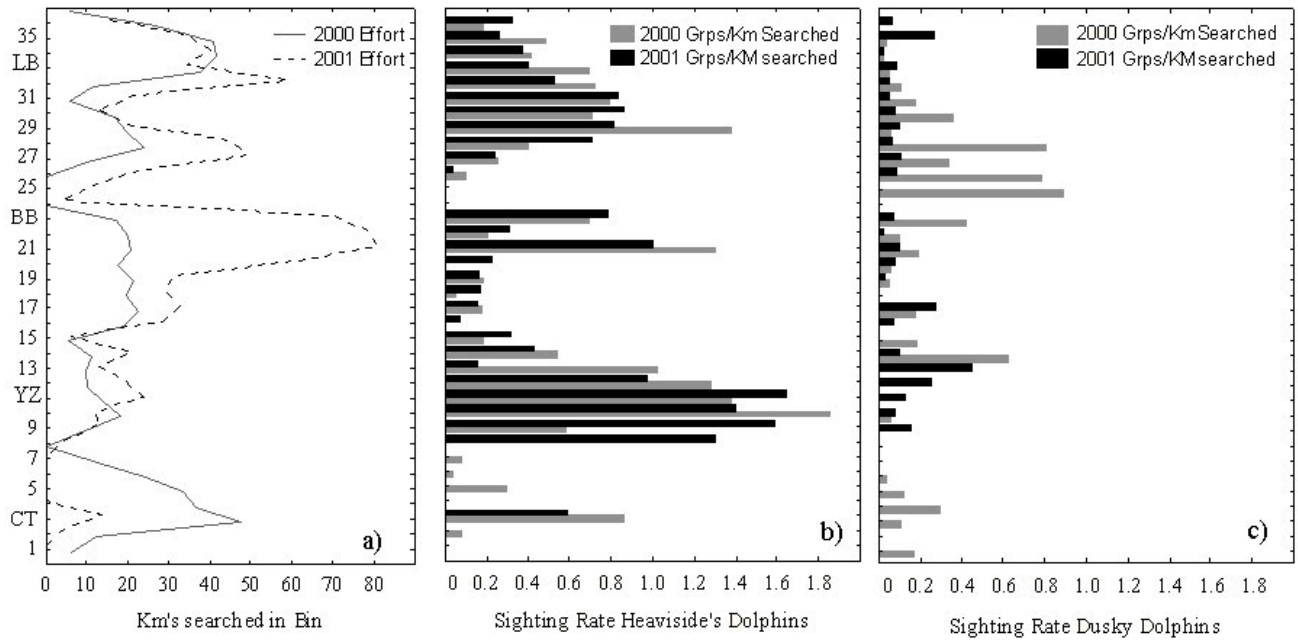 2000 Effort
2001 Effort
35
LB
31
29
27
25
BB
21
19
17
15
13
YZ
9
7
5
CT
1
a)
0 10 20 30 40 50 60 70 80
Km's searched in Bin
2000 Grps/Km Searched
2001 Grps/KM searched
b)
0 0.2 0.4 0.6 0.8 1.0 1.2 1.4 1.6 1.8
Sighting Rate Heaviside's Dolphins
2000 Grps/Km Searched
2001 Grps/KM searched
c)
0 0.2 0.4 0.6 0.8 1.0 1.2 1.4 1.6 1.8
Sighting Rate Dusky Dolphins